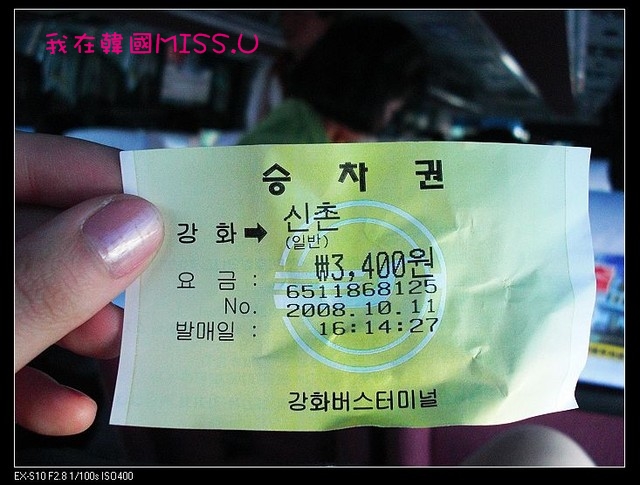 我在韓國MISS.U
승차권
강화➡신촌
(일반)
요금: ₩3,400원
No. 6511868125
발매일: 2008.10.11
16:14:27
강화버스터미널
EX-S10 F2.8 1/100s ISO400